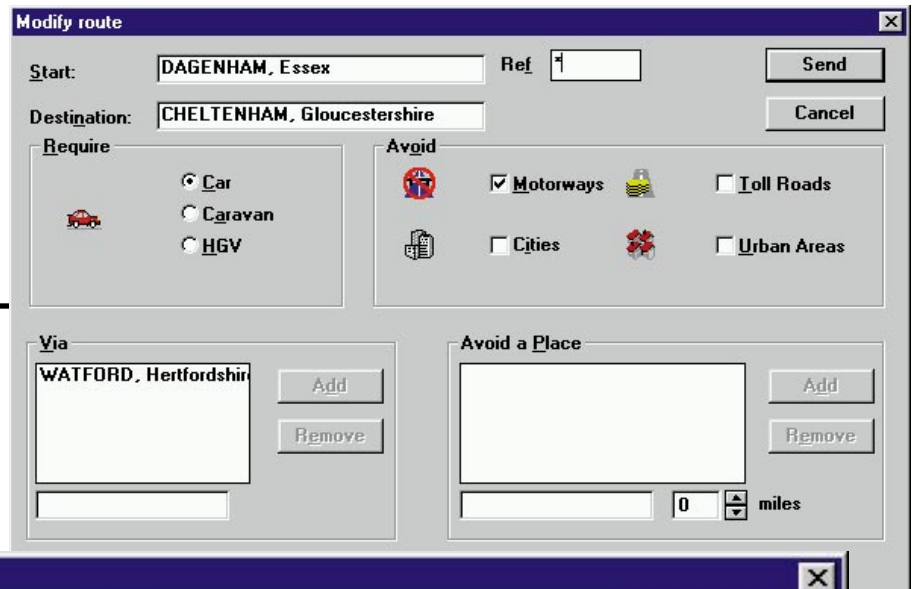 Modify route
Start: DAGENHAM, Essex Ref * Send
Destination: CHELTENHAM, Gloucestershire Cancel
Require Avoid
Car Motorways Toll Roads
Caravan
HGV Cities Urban Areas
Via Avoid a Place
WATFORD, Hertfordshir Add Add
Remove Remove
0 miles